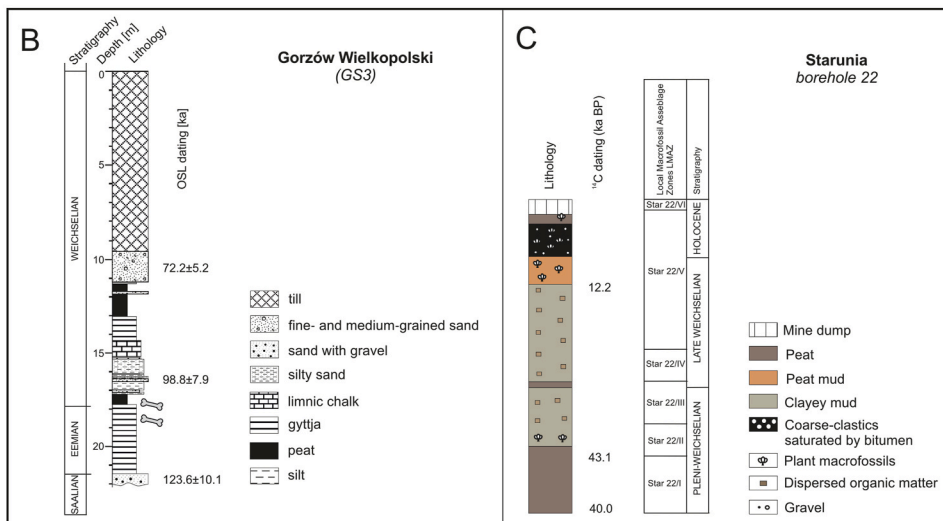 B
Stratigraphy
Depth [m]
Lithology
Gorzów Wielkopolski
(GS3)
OSL dating [ka]
0
5
10
15
20
WEICHSELIAN
EEMIAN
SAALIAN
72.2±5.2
98.8±7.9
123.6±10.1
till
fine- and medium-grained sand
sand with gravel
silty sand
limnic chalk
gyttja
peat
silt
C
Starunia
borehole 22
Lithology
14C dating (ka BP)
Local Macrofossil Asseblage
Zones LMAZ
Stratigraphy
Star 22/VI
Star 22/V
Star 22/IV
Star 22/III
Star 22/II
Star 22/I
HOLOCENE
LATE WEICHSELIAN
PLENI-WEICHSELIAN
12.2
43.1
40.0
Mine dump
Peat
Peat mud
Clayey mud
Coarse-clastics
saturated by bitumen
Plant macrofossils
Dispersed organic matter
Gravel